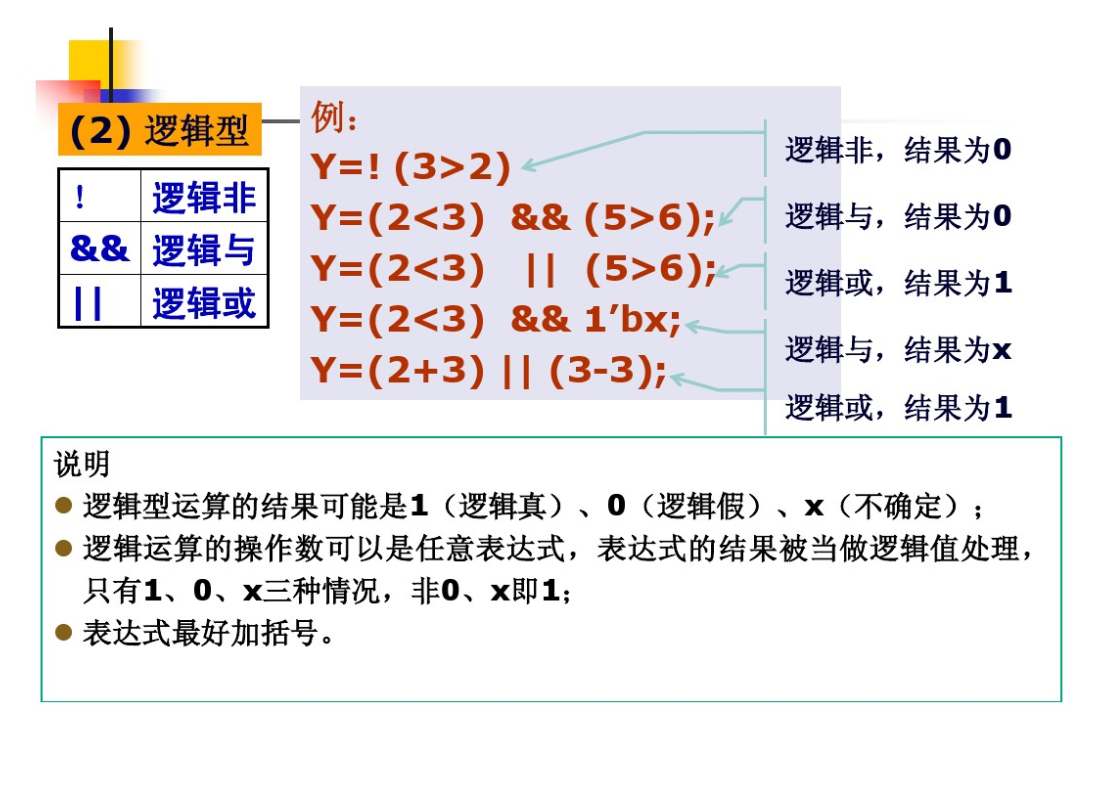 (2) 逻辑型
! 逻辑非
&& 逻辑与
|| 逻辑或
例：
Y=! (3>2)
Y=(2<3) && (5>6);
Y=(2<3) || (5>6);
Y=(2<3) && 1’bx;
Y=(2+3) || (3-3);
逻辑非，结果为0
逻辑与，结果为0
逻辑或，结果为1
逻辑与，结果为x
逻辑或，结果为1
说明
逻辑型运算的结果可能是1（逻辑真）、0（逻辑假）、x（不确定）；
逻辑运算的操作数可以是任意表达式，表达式的结果被当做逻辑值处理，
只有1、0、x三种情况，非0、x即1；
表达式最好加括号。